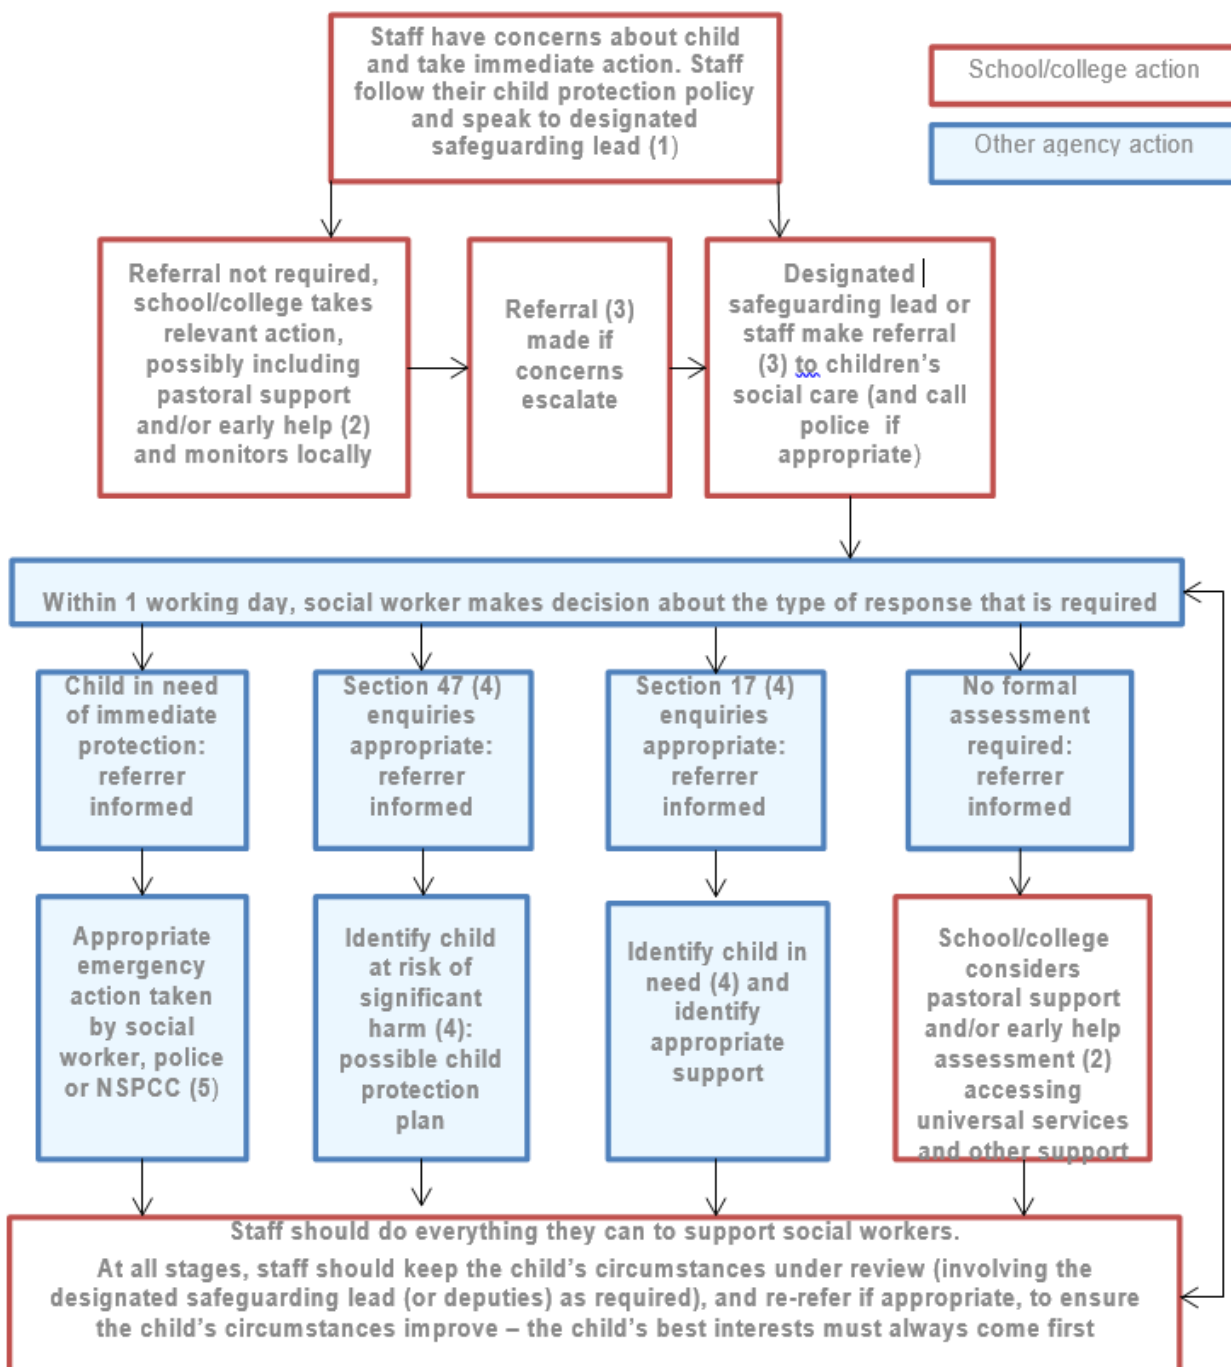 Staff have concerns about child
and take immediate action. Staff
follow their child protection policy
and speak to designated
safeguarding lead (1)
School/college action
Other agency action
Referral not required,
school/college takes
relevant action,
possibly including
pastoral support
and/or early help (2)
and monitors locally
Referral (3)
made if
concerns
escalate
Designated
safeguarding lead or
staff make referral
(3) to children’s
social care (and call
police if
appropriate)
Within 1 working day, social worker makes decision about the type of response that is required
Child in need
of immediate
protection:
referrer
informed
Section 47 (4)
enquiries
appropriate:
referrer
informed
Section 17 (4)
enquiries
appropriate:
referrer
informed
No formal
assessment
required:
referrer
informed
Appropriate
emergency
action taken
by social
worker, police
or NSPCC (5)
Identify child
at risk of
significant
harm (4):
possible child
protection
plan
Identify child in
need (4) and
identify
appropriate
support
School/college
considers
pastoral support
and/or early help
assessment (2)
accessing
universal services
and other support
Staff should do everything they can to support social workers.
At all stages, staff should keep the child’s circumstances under review (involving the
designated safeguarding lead (or deputies) as required), and re-refer if appropriate, to ensure
the child’s circumstances improve – the child’s best interests must always come first